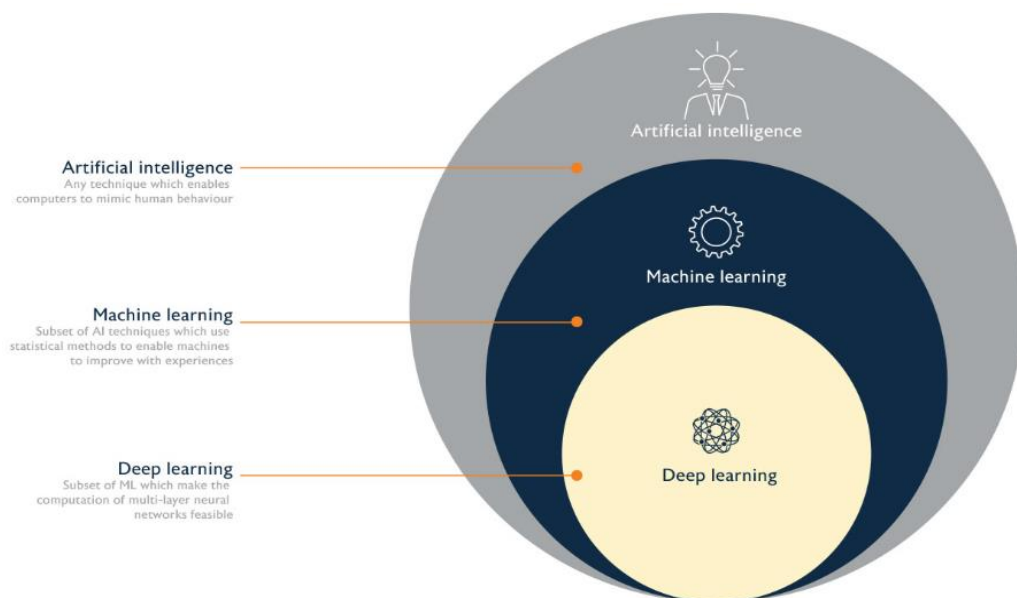 Artificial intelligence
Artificial intelligence
Any technique which enables
computers to mimic human behaviour
Machine learning
Machine learning
Subset of AI techniques which use
statistical methods to enable machines
to improve with experiences
Deep learning
Subset of ML which make the
computation of multi-layer neural
networks feasible
Deep learning